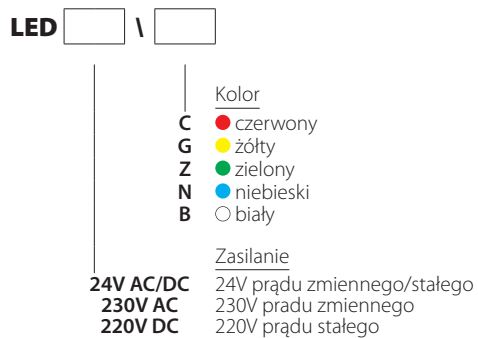 LED \
Kolor
C czerwony
G żółty
Z zielony
N niebieski
B biały
Zasilanie
24V AC/DC 24V prądu zmiennego/stałego
230V AC 230V pradu zmiennego
220V DC 220V prądu stałego